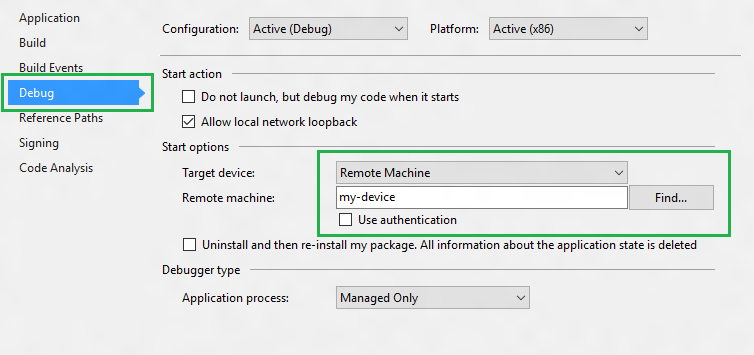 Application
Build
Build Events
Debug
Reference Paths
Signing
Code Analysis
Configuration: Active (Debug) Platform: Active (x86)
Start action
Do not launch, but debug my code when it starts
Allow local network loopback
Start options
Target device: Remote Machine
Remote machine: my-device Find...
Use authentication
Uninstall and then re-install my package. All information about the application state is deleted
Debugger type
Application process: Managed Only